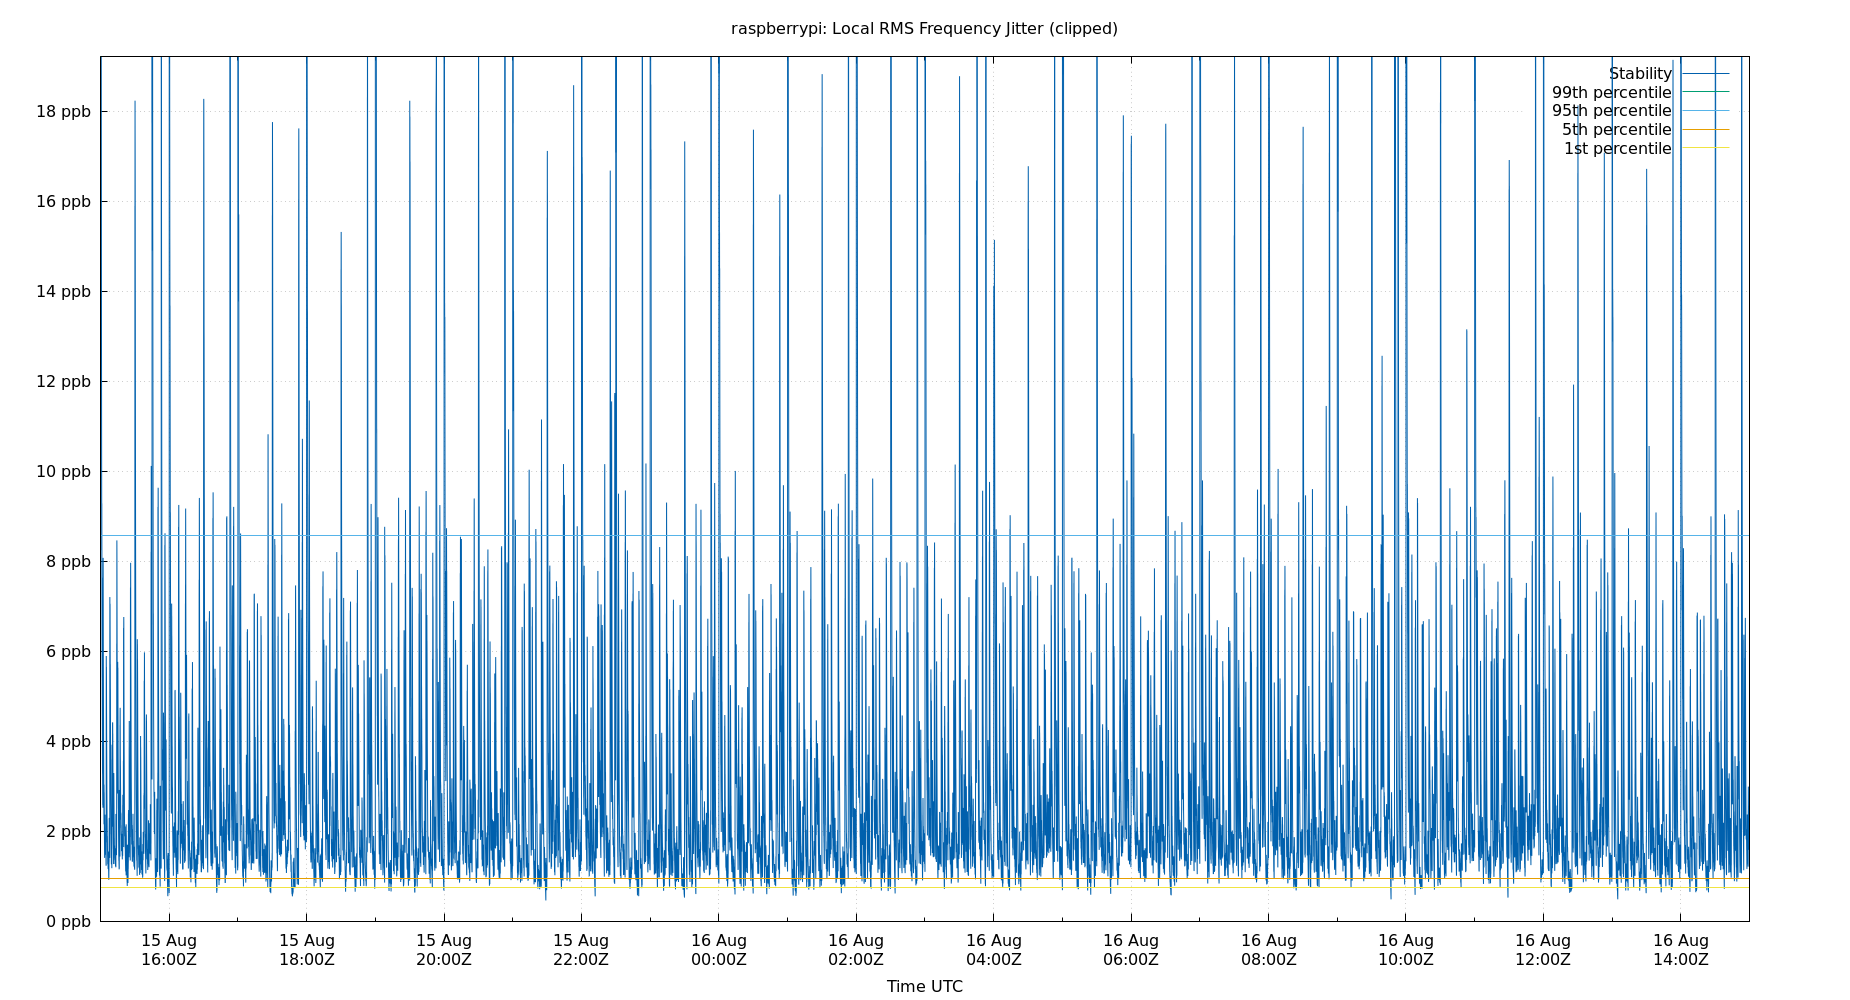 raspberrypi: Local RMS Frequency Jitter (clipped)
Stability
99th percentile
95th percentile
5th percentile
1st percentile
18 ppb
16 ppb
14 ppb
12 ppb
10 ppb
8 ppb
6 ppb
4 ppb
2 ppb
0 ppb
15 Aug 15 Aug 15 Aug 15 Aug 16 Aug 16 Aug 16 Aug 16 Aug 16 Aug 16 Aug 16 Aug 16 Aug
16:00Z 18:00Z 20:00Z 22:00Z 00:00Z 02:00Z 04:00Z 06:00Z 08:00Z 10:00Z 12:00Z 14:00Z
Time UTC